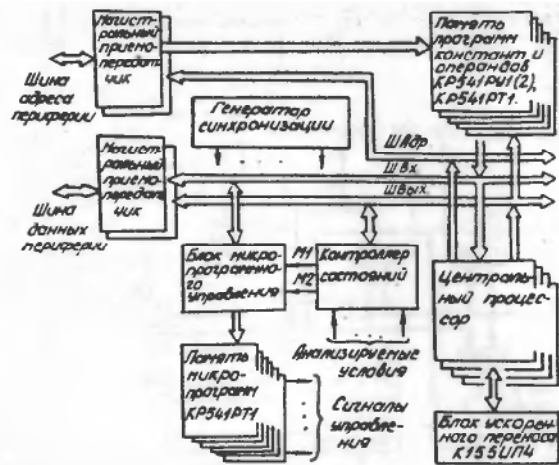 Магист-
ральный
приемо-
передат
чик
Шина
адреса
периферии
Память
программ
констант и
операндов
КР541РУ1(2),
КР541РТ1.
Генератор
синхронизации
ШАдр
ШВх
ШВых
Магист-
ральный
приемо-
передат
чик
Шина
данных
периферии
Блок микро-
программно-
го управ-
ления
М1
М2
Контроллер
состояний
Централь-
ный процес-
сор
Анализируемые
условия
Память
микро-
программ
КР541РТ1
Сигналы
управле-
ния
Блок ускорен-
ного переноса
К155ИП4